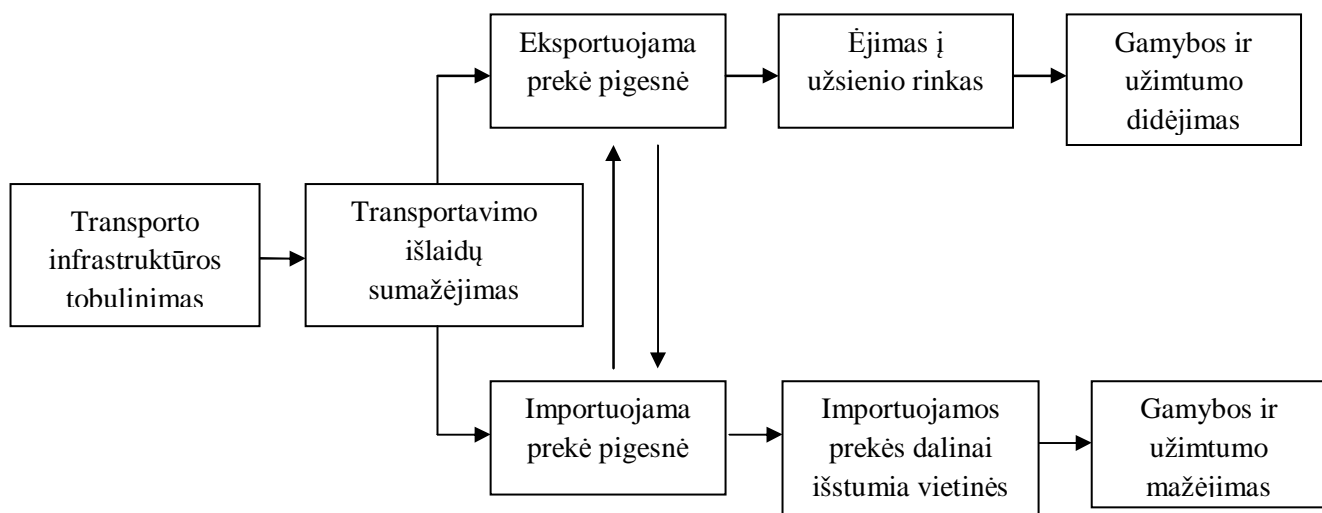 Eksportuojama
prekė pigesnė
Ėjimas į
užsienio rinkas
Gamybos ir
užimtumo
didėjimas
Transporto
infrastruktūros
tobulinimas
Transportavimo
išlaidų
sumažėjimas
Importuojama
prekė pigesnė
Importuojamos
prekės dalinai
išstumia vietinės
Gamybos ir
užimtumo
mažėjimas